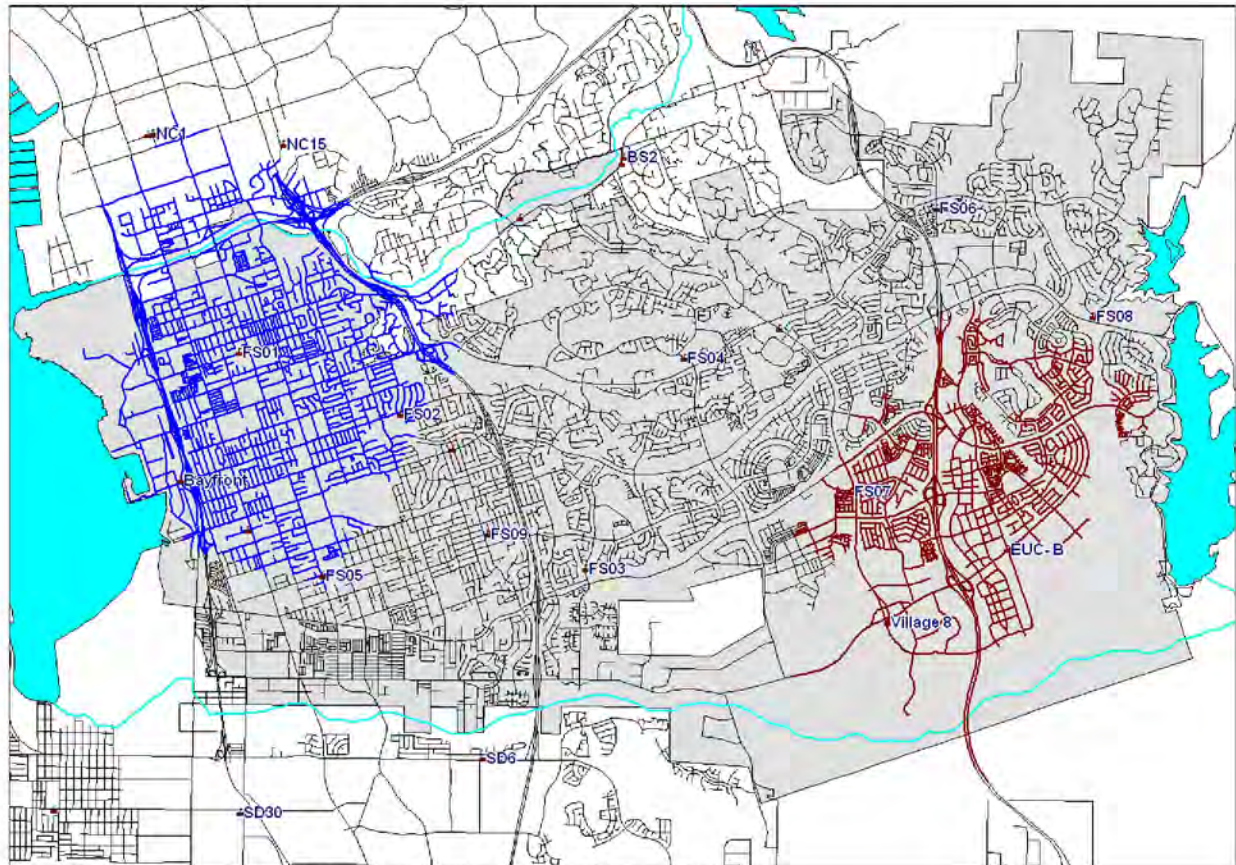 NC1
NC15
BS2
FS06
FS08
FS01
FS04
FS02
Bayfront
FS07
FS09
EUC-B
FS03
FS05
Village 8
SD6
SD30